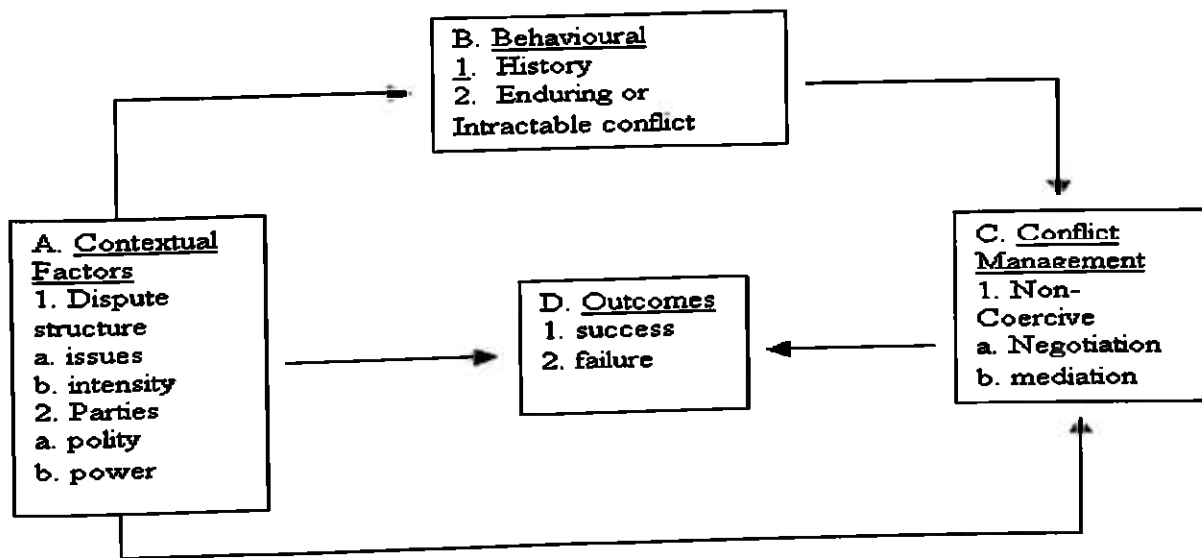 B. Behavioural
1. History
2. Enduring or
Intractable conflict
A. Contextual
Factors
1. Dispute
structure
a. issues
b. intensity
2. Parties
a. polity
b. power
D. Outcomes
1. success
2. failure
C. Conflict
Management
1. Non-
Coercive
a. Negotiation
b. mediation